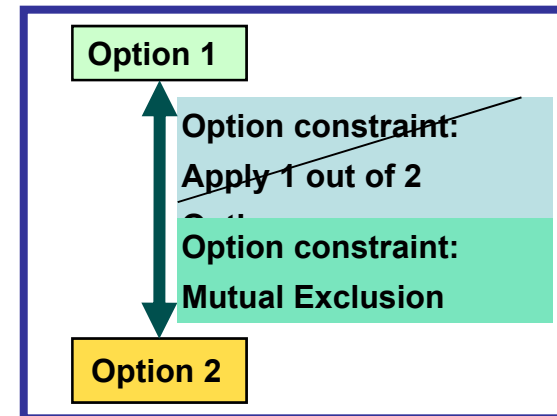 Option 1
Option constraint:
Apply 1 out of 2
Option constraint:
Mutual Exclusion
Option 2